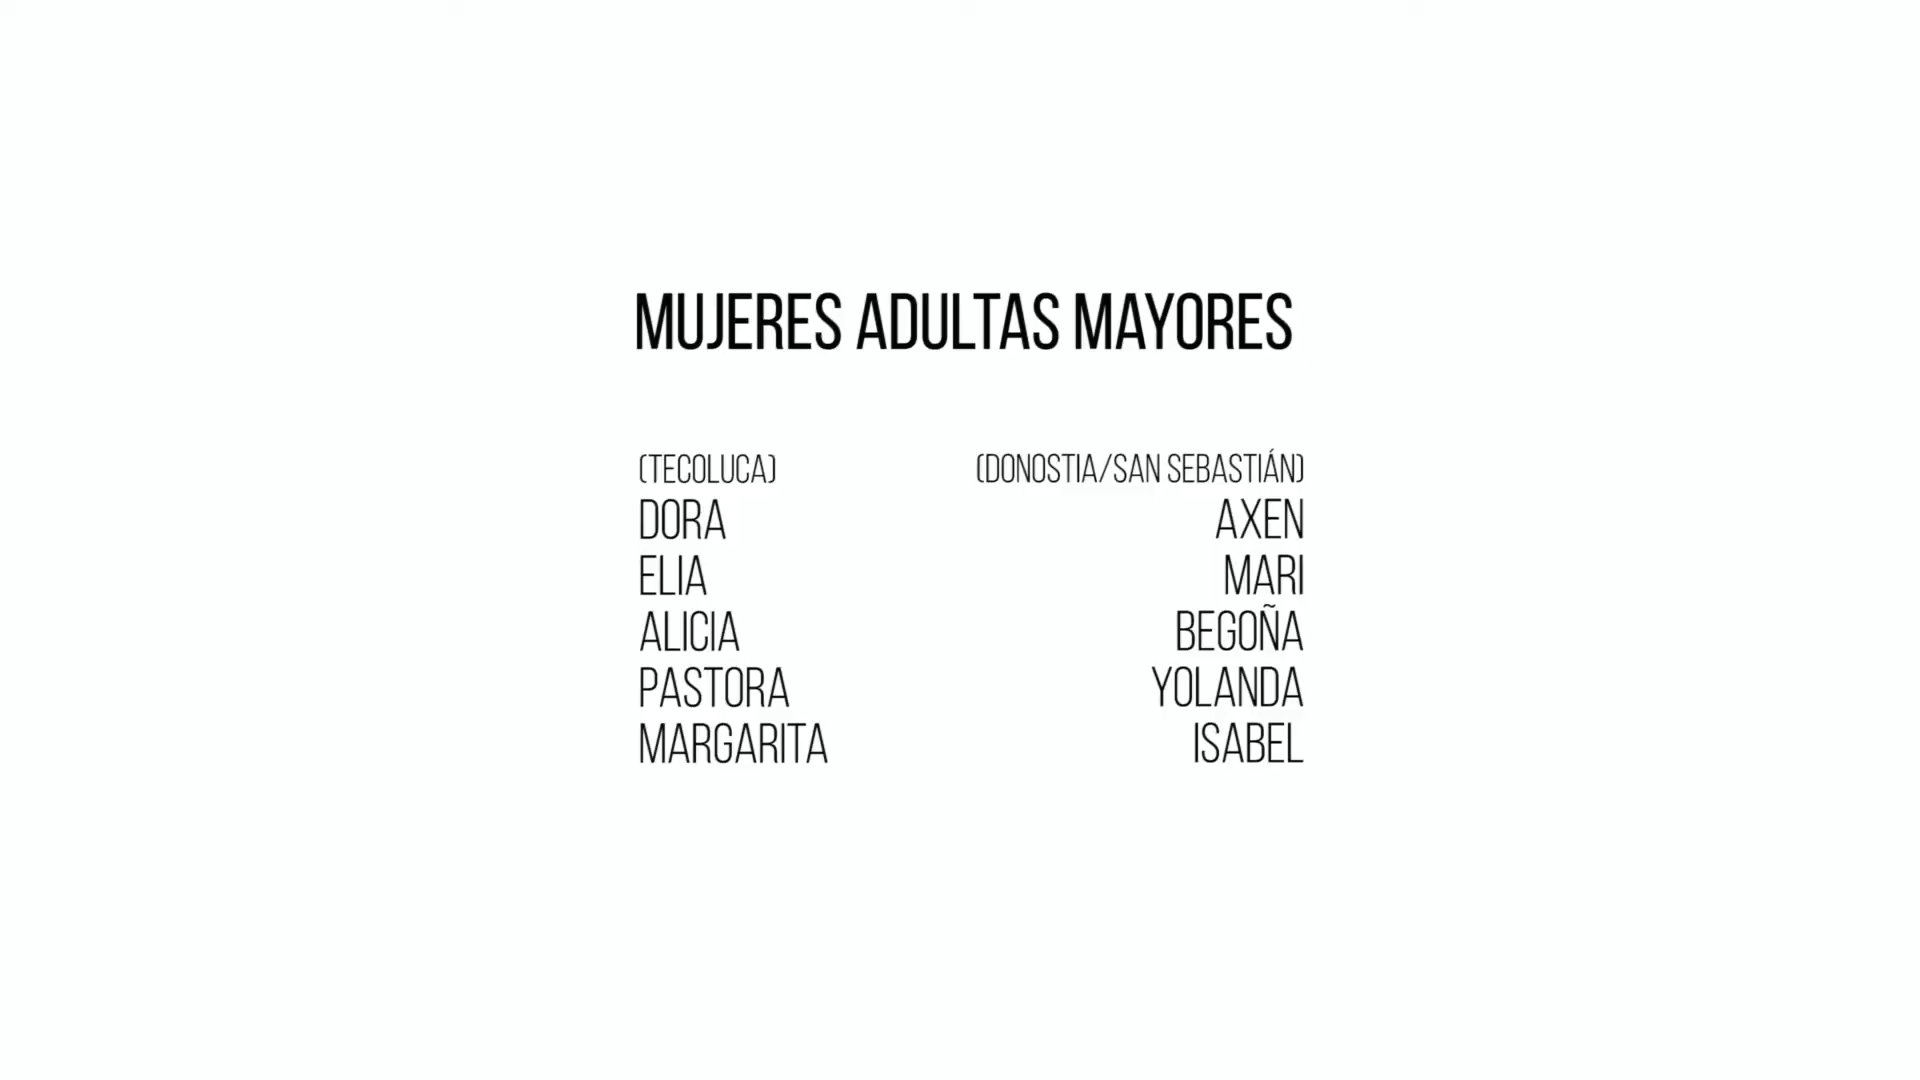 MUJERES ADULTAS MAYORES
(TECOLUCA)
DORA
ELIA
ALICIA
PASTORA
MARGARITA
(DONOSTIA/SAN SEBASTIÁN)
AXEN
MARI
BEGOÑA
YOLANDA
ISABEL